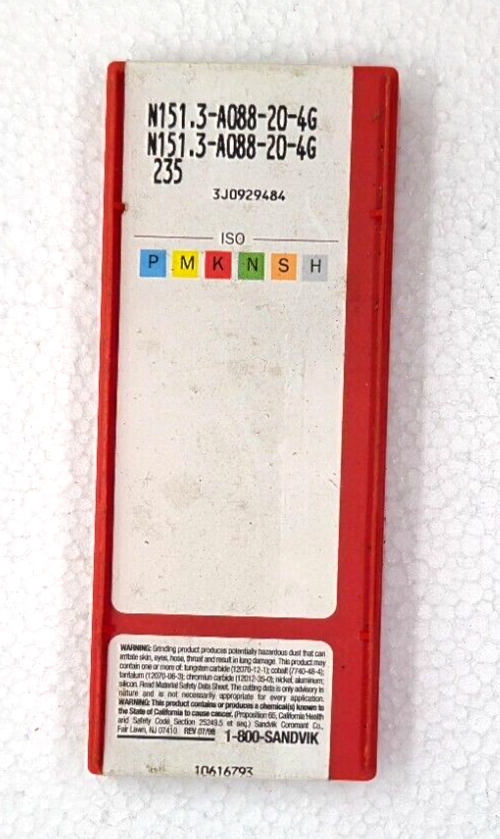 N151.3-A088-20-4G
N151.3-A088-20-4G
235
3J0929484
ISO
P M K N S H
WARNING: Grinding product produces potentially hazardous dust that can
irritate skin, eyes, nose, throat and result in lung damage. This product may
contain one or more of: tungsten carbide (12070-12-1); cobalt (7740-48-4);
tantalum (12070-06-3); chromium carbide (12012-35-0); nickel, aluminum;
silicon. Read Material Safety Data Sheet. The cutting data is only advisory in
nature and is not necessarily appropriate for every application.
WARNING: This product contains or produces a chemical(s) known to
the State of California to cause cancer. (Proposition 65, California Health
and Safety Code Section 25249.5 et seq.) Sandvik Coromant Co.,
Fair Lawn, NJ 07410. REV 07/98 1-800-SANDVIK
10616793